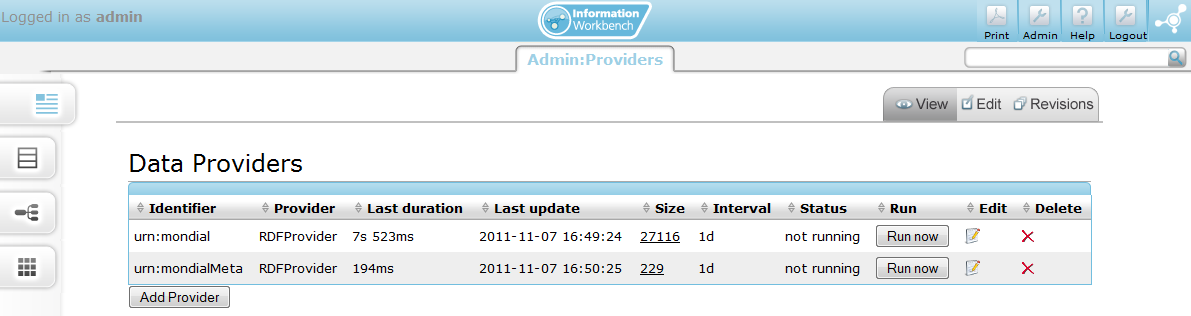 Logged in as admin
Information
Workbench
Print Admin Help Logout
Admin:Providers
View Edit Revisions
Data Providers
Identifier Provider Last duration Last update Size Interval Status Run Edit Delete
urn:mondial RDFProvider 7s 523ms 2011-11-07 16:49:24 27116 1d not running Run now
urn:mondialMeta RDFProvider 194ms 2011-11-07 16:50:25 229 1d not running Run now
Add Provider